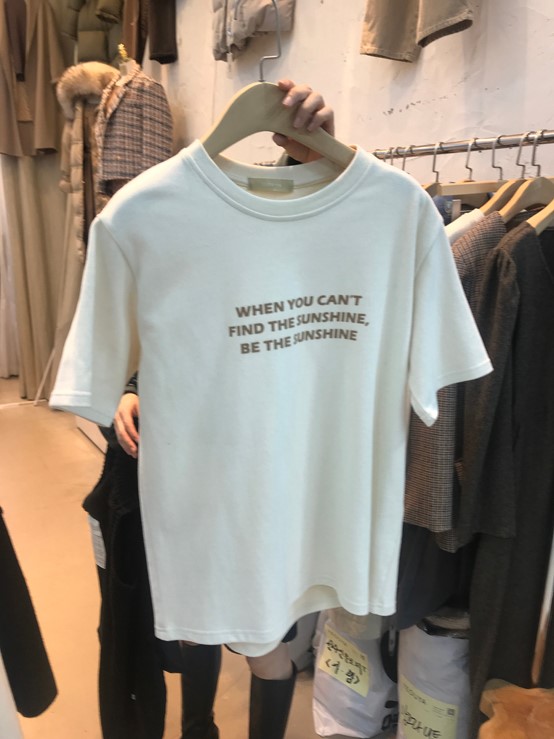 WHEN YOU CAN'T
FIND THE SUNSHINE,
BE THE SUNSHINE